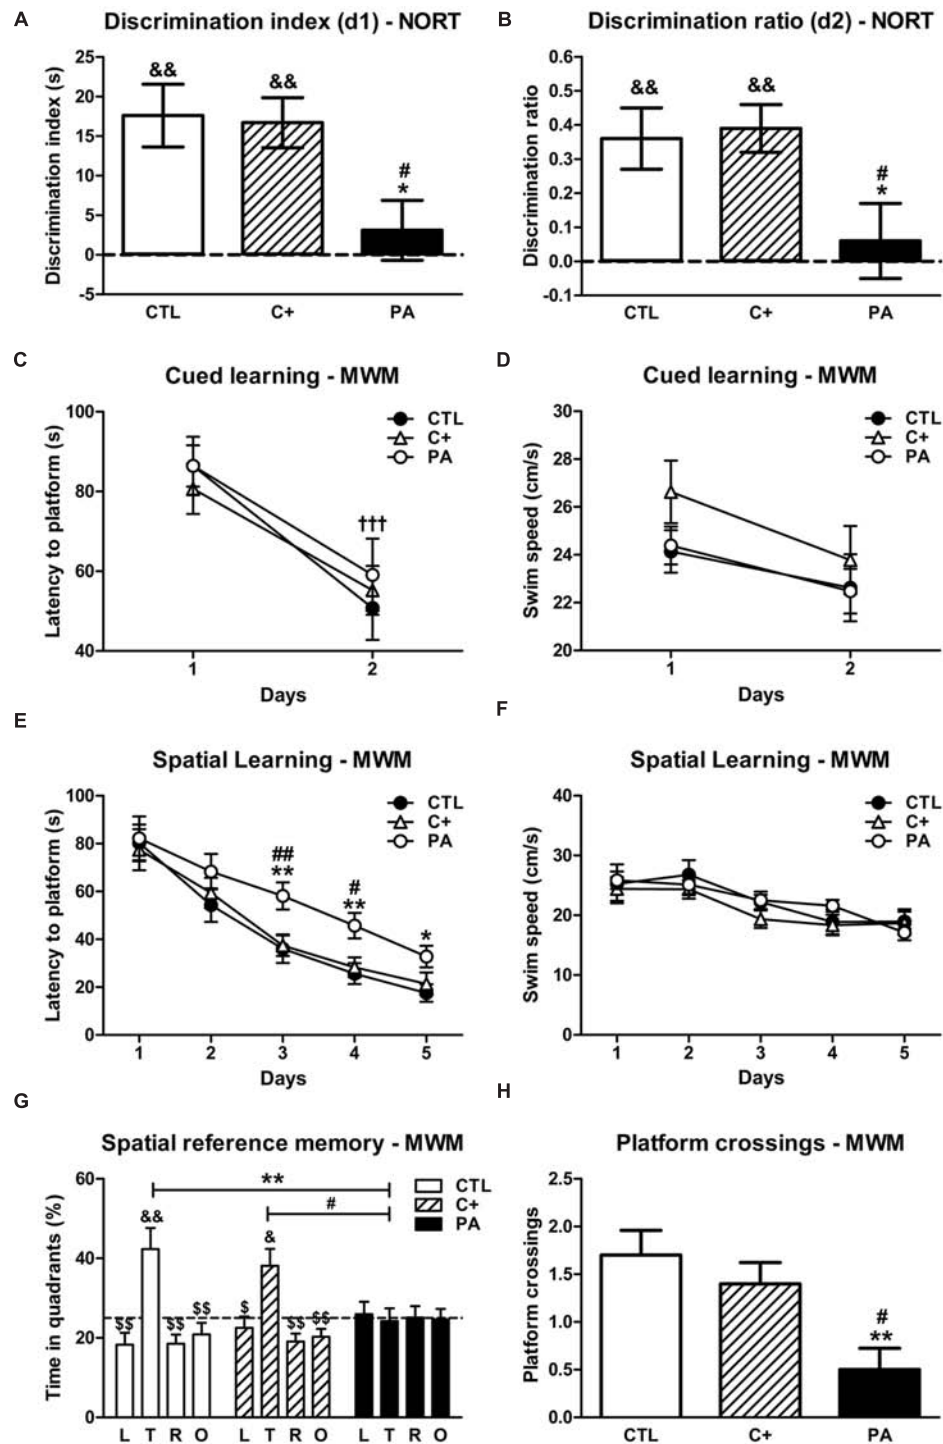 A
Discrimination index (d1) - NORT
Discrimination index (s)
25
20
15
10
5
0
-5
&&
&&
#
*
CTL
C+
PA
B
Discrimination ratio (d2) - NORT
Discrimination ratio
0.6
0.5
0.4
0.3
0.2
0.1
0.0
-0.1
&&
&&
#
*
CTL
C+
PA
C
Cued learning - MWM
Latency to platform (s)
100
80
60
40
CTL
C+
PA
†††
1
2
Days
D
Cued learning - MWM
Swim speed (cm/s)
30
28
26
24
22
20
CTL
C+
PA
1
2
Days
E
Spatial Learning - MWM
Latency to platform (s)
100
80
60
40
20
0
CTL
C+
PA
##
**
#
**
*
1
2
3
4
5
Days
F
Spatial Learning - MWM
Swim speed (cm/s)
40
30
20
10
0
CTL
C+
PA
1
2
3
4
5
Days
G
Spatial reference memory - MWM
Time in quadrants (%)
60
40
20
0
**
#
CTL
C+
PA
&&
&
$$
$$
$$
$
$$
$$
L T R O
L T R O
L T R O
H
Platform crossings - MWM
Platform crossings
2.5
2.0
1.5
1.0
0.5
0.0
#
**
CTL
C+
PA